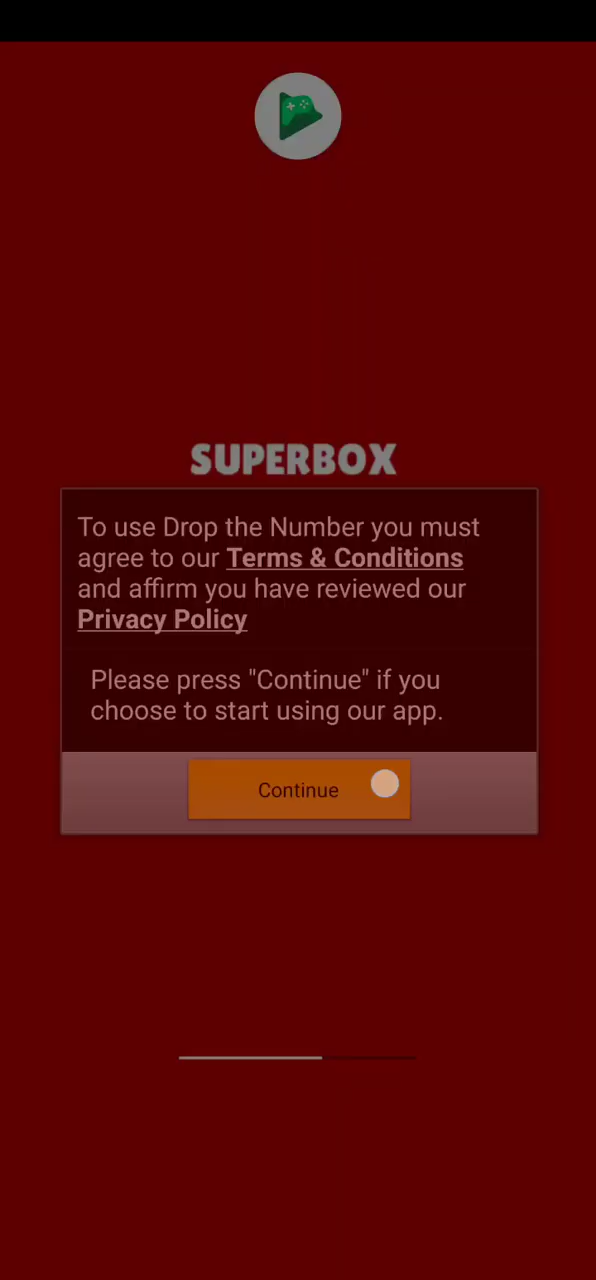 SUPERBOX
To use Drop the Number you must
agree to our Terms & Conditions
and affirm you have reviewed our
Privacy Policy
Please press "Continue" if you
choose to start using our app.
Continue